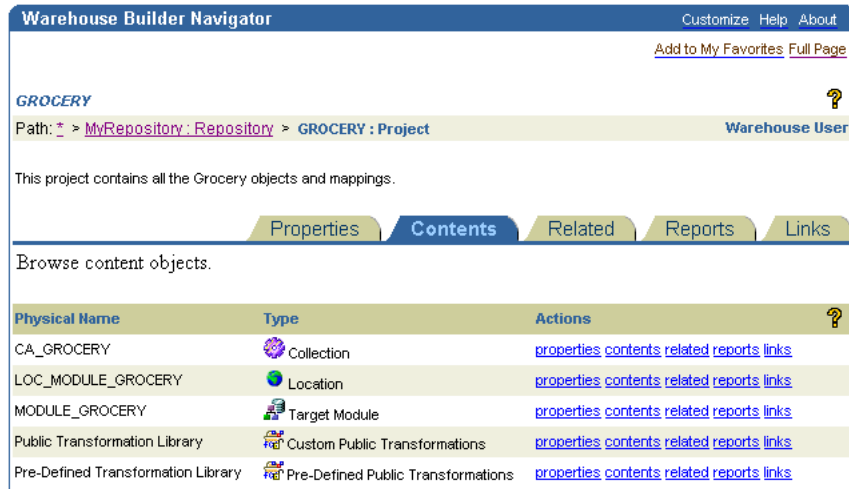 Warehouse Builder Navigator Customize Help About
Add to My Favorites Full Page
GROCERY
Path: * > MyRepository : Repository > GROCERY : Project Warehouse User
This project contains all the Grocery objects and mappings.
Properties Contents Related Reports Links
Browse content objects.
Physical Name Type Actions
CA_GROCERY Collection properties contents related reports links
LOC_MODULE_GROCERY Location properties contents related reports links
MODULE_GROCERY Target Module properties contents related reports links
Public Transformation Library Custom Public Transformations properties contents related reports links
Pre-Defined Transformation Library Pre-Defined Public Transformations properties contents related reports links